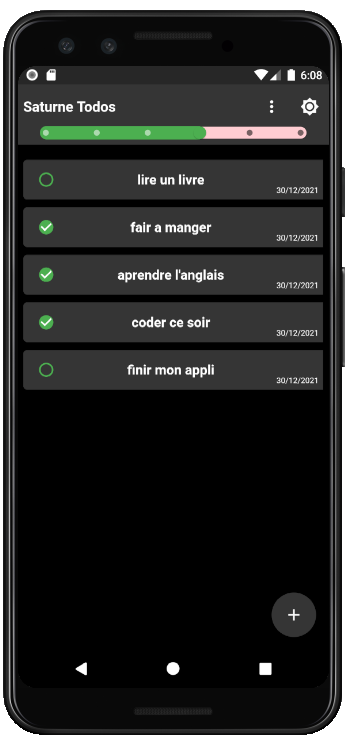 6:08
Saturne Todos
lire un livre
30/12/2021
fair a manger
30/12/2021
aprendre l'anglais
30/12/2021
coder ce soir
30/12/2021
finir mon appli
30/12/2021